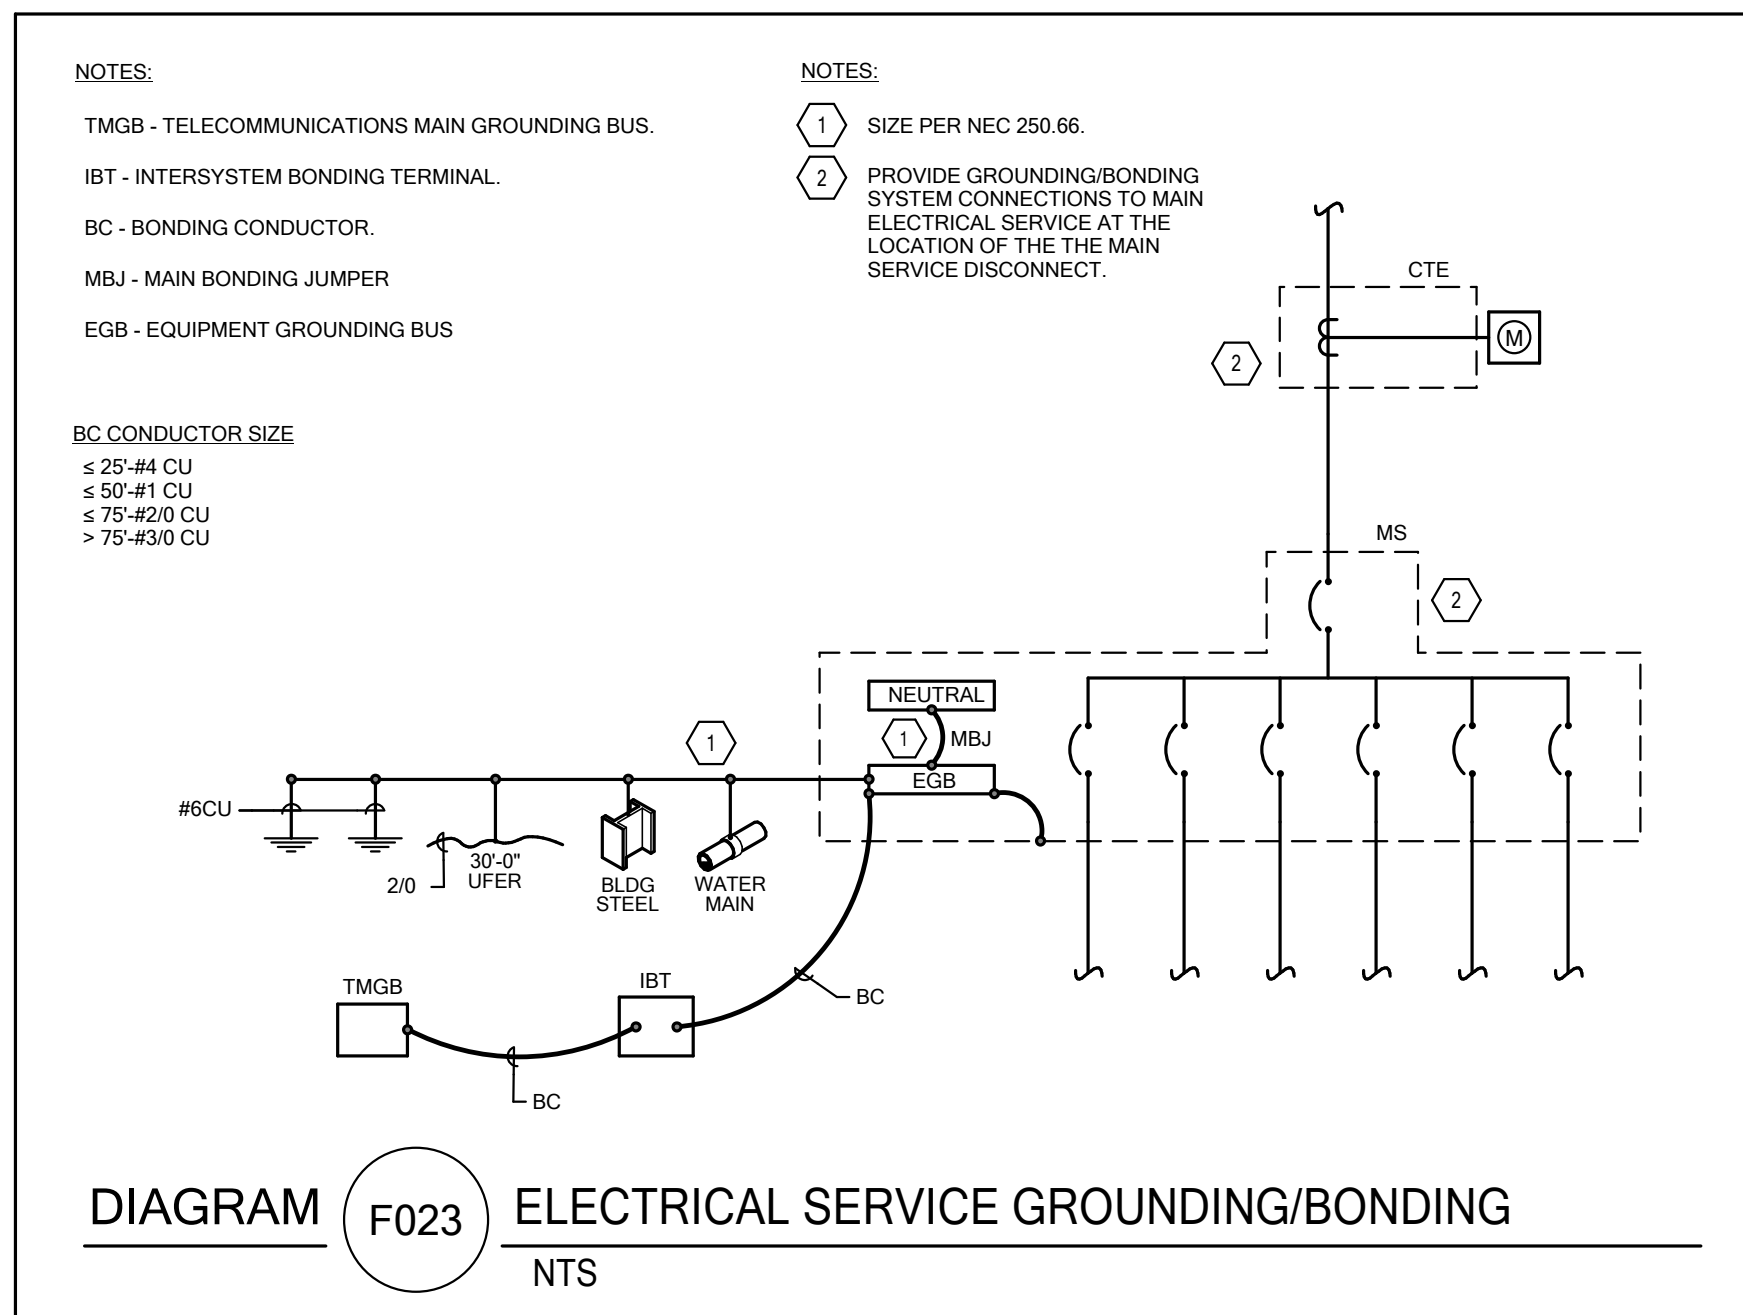 NOTES:
TMGB - TELECOMMUNICATIONS MAIN GROUNDING BUS.
IBT - INTERSYSTEM BONDING TERMINAL.
BC - BONDING CONDUCTOR.
MBJ - MAIN BONDING JUMPER
EGB - EQUIPMENT GROUNDING BUS
BC CONDUCTOR SIZE
≤ 25'-#4 CU
≤ 50'-#1 CU
≤ 75'-#2/0 CU
> 75'-#3/0 CU
NOTES:
1 SIZE PER NEC 250.66.
2 PROVIDE GROUNDING/BONDING
SYSTEM CONNECTIONS TO MAIN
ELECTRICAL SERVICE AT THE
LOCATION OF THE THE MAIN
SERVICE DISCONNECT.
CTE
M
2
MS
2
NEUTRAL
1
1
MBJ
EGB
#6CU
30'-0"
UFER
2/0
BLDG
STEEL
WATER
MAIN
TMGB
IBT
BC
BC
DIAGRAM
F023
ELECTRICAL SERVICE GROUNDING/BONDING
NTS